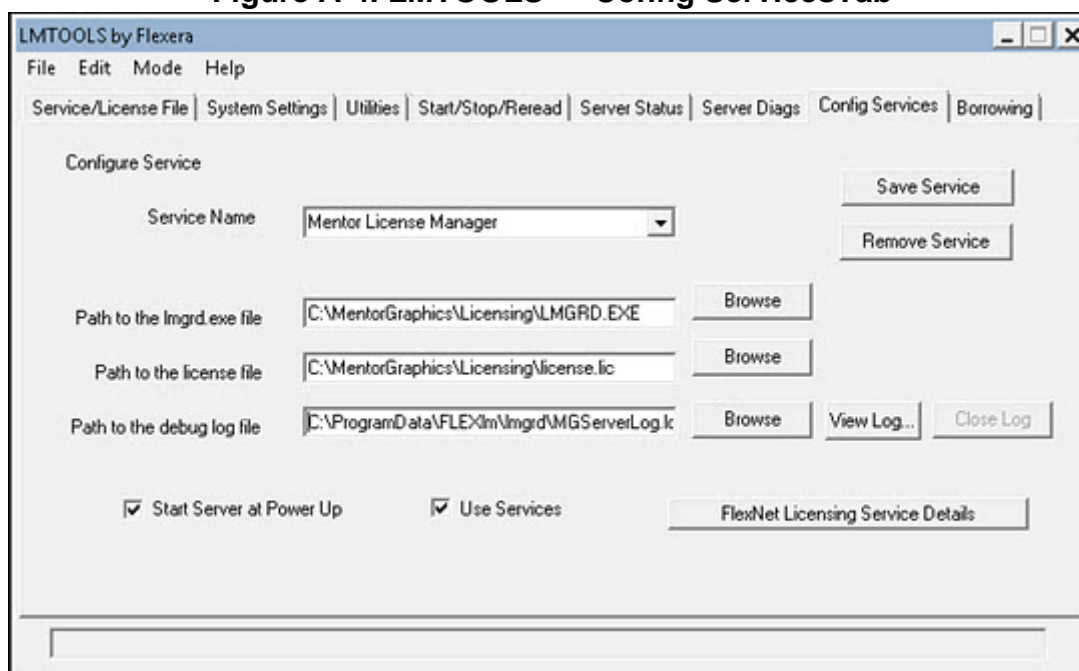 LMTOOLS by Flexera
File Edit Mode Help
Service/License File System Settings Utilities Start/Stop/Reread Server Status Server Diags Config Services Borrowing
Configure Service
Save Service
Service Name Mentor License Manager
Remove Service
Path to the lmgrd.exe file C:\MentorGraphics\Licensing\LMGRD.EXE Browse
Path to the license file C:\MentorGraphics\Licensing\license.lic Browse
Path to the debug log file C:\ProgramData\FLEXlm\lmgrd\MGServerLog.lo Browse View Log... Close Log
Start Server at Power Up Use Services FlexNet Licensing Service Details